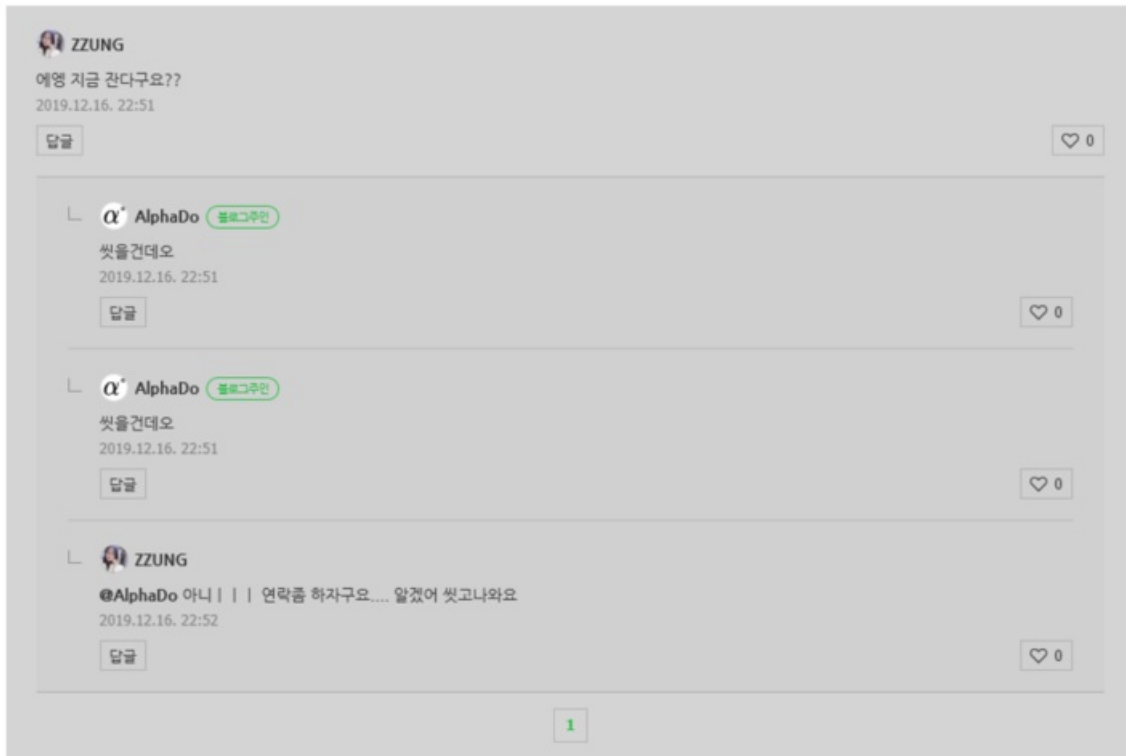 ZZUNG
에엥 지금 잔다구요??
2019.12.16. 22:51
답글
♡ 0
α AlphaDo 블로그주인
씻을건데오
2019.12.16. 22:51
답글
♡ 0
α AlphaDo 블로그주인
씻을건데오
2019.12.16. 22:51
답글
♡ 0
ZZUNG
@AlphaDo 아니ㅣㅣㅣ 연락좀 하자구요.... 알겠어 씻고나와요
2019.12.16. 22:52
답글
♡ 0
1